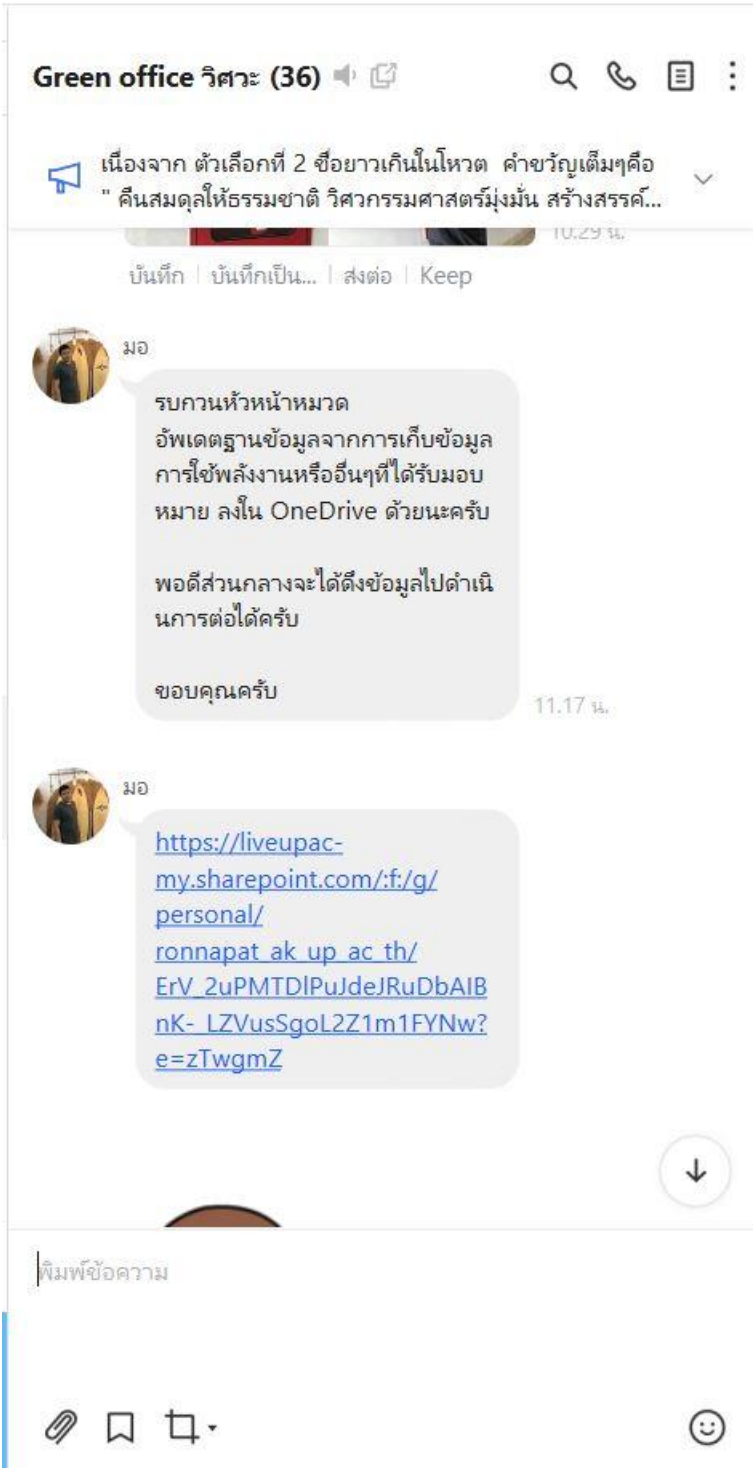 Green office วิศวะ (36)
เนื่องจาก ตัวเลือกที่ 2 ชื่อยาวเกินในโหวต คำขวัญเต็มๆคือ
" คืนสมดุลให้ธรรมชาติ วิศวกรรมศาสตร์มุ่งมั่น สร้างสรรค์...
10.29 น.
บันทึก | บันทึกเป็น... | ส่งต่อ | Keep
มอ
รบกวนหัวหน้าหมวด
อัพเดตฐานข้อมูลจากการเก็บข้อมูล
การใช้พลังงานหรืออื่นๆที่ได้รับมอบ
หมาย ลงใน OneDrive ด้วยนะครับ
พอดีส่วนกลางจะได้ดึงข้อมูลไปดำเนิ
นการต่อได้ครับ
ขอบคุณครับ
11.17 น.
มอ
https://liveupac-
my.sharepoint.com/:f:/g/
personal/
ronnapat_ak_up_ac_th/
ErV_2uPMTDlPuJdeJRuDbAIB
nK-_LZVusSgoL2Z1m1FYNw?
e=zTwgmZ
พิมพ์ข้อความ